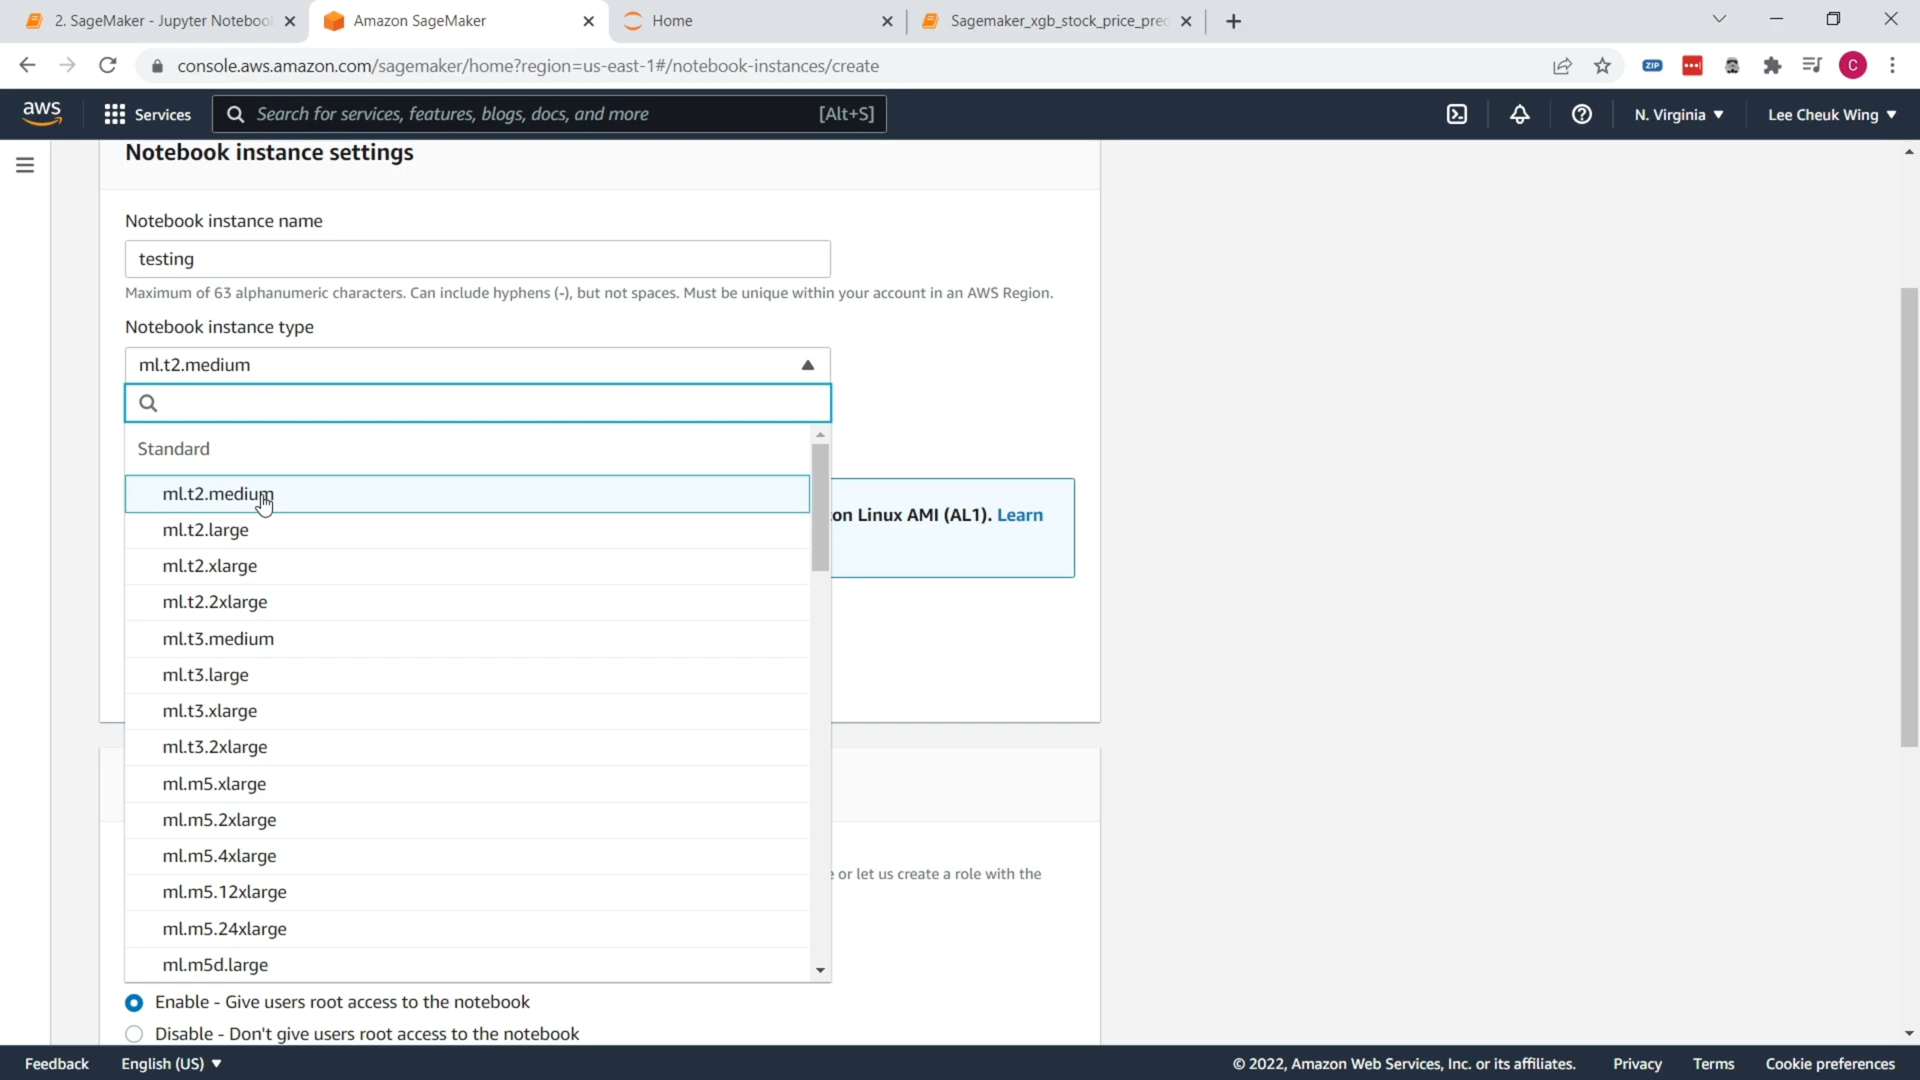 2. SageMaker - Jupyter Noteboo
Amazon SageMaker
Home
Sagemaker_xgb_stock_price_pred
console.aws.amazon.com/sagemaker/home?region=us-east-1#/notebook-instances/create
ZIP
C
aws
Services
Search for services, features, blogs, docs, and more
[Alt+S]
N. Virginia
Lee Cheuk Wing
Notebook instance settings
Notebook instance name
testing
Maximum of 63 alphanumeric characters. Can include hyphens (-), but not spaces. Must be unique within your account in an AWS Region.
Notebook instance type
ml.t2.medium
Standard
ml.t2.medium
on Linux AMI (AL1). Learn
ml.t2.large
ml.t2.xlarge
ml.t2.2xlarge
ml.t3.medium
ml.t3.large
ml.t3.xlarge
ml.t3.2xlarge
ml.m5.xlarge
ml.m5.2xlarge
ml.m5.4xlarge
or let us create a role with the
ml.m5.12xlarge
ml.m5.24xlarge
ml.m5d.large
Enable - Give users root access to the notebook
Disable - Don't give users root access to the notebook
Feedback
English (US)
© 2022, Amazon Web Services, Inc. or its affiliates.
Privacy
Terms
Cookie preferences